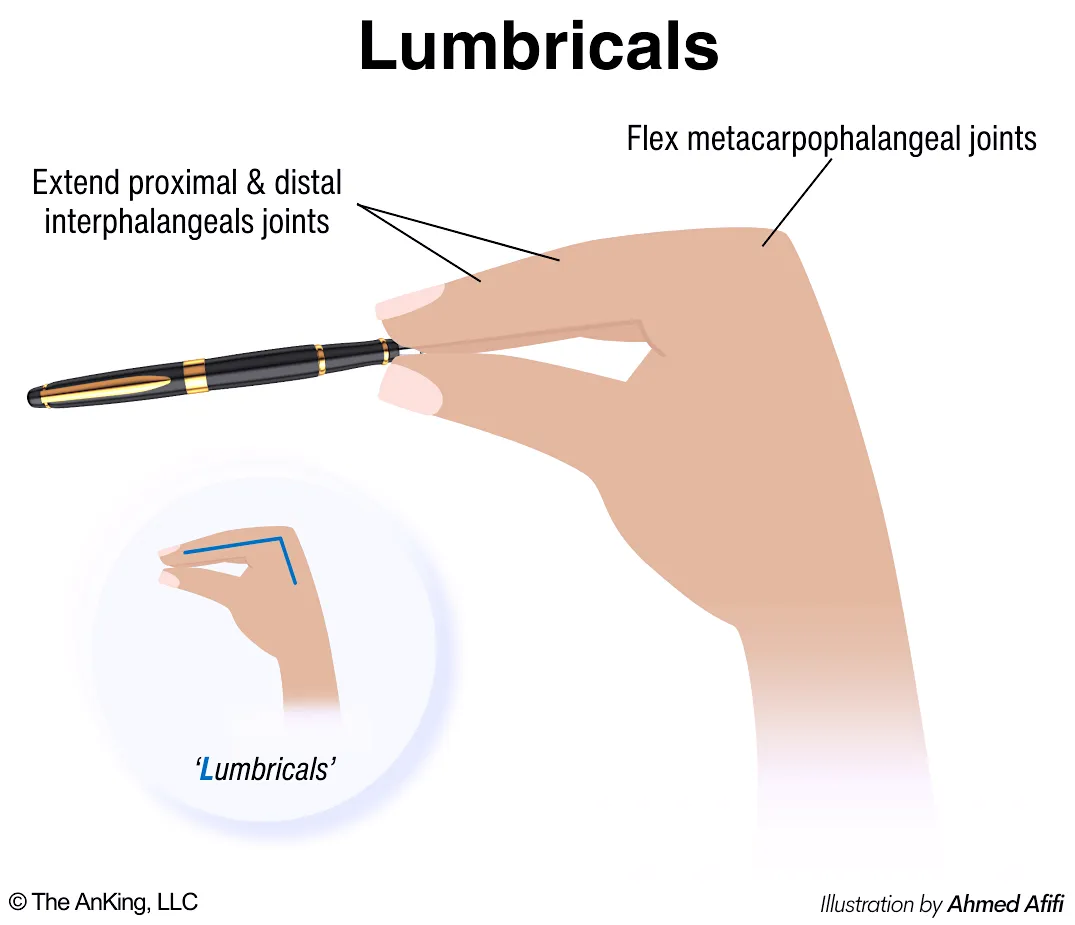 Lumbricals
Flex metacarpophalangeal joints
Extend proximal & distal
interphalangeals joints
‘Lumbricals’
© The AnKing, LLC
Illustration by Ahmed Afifi